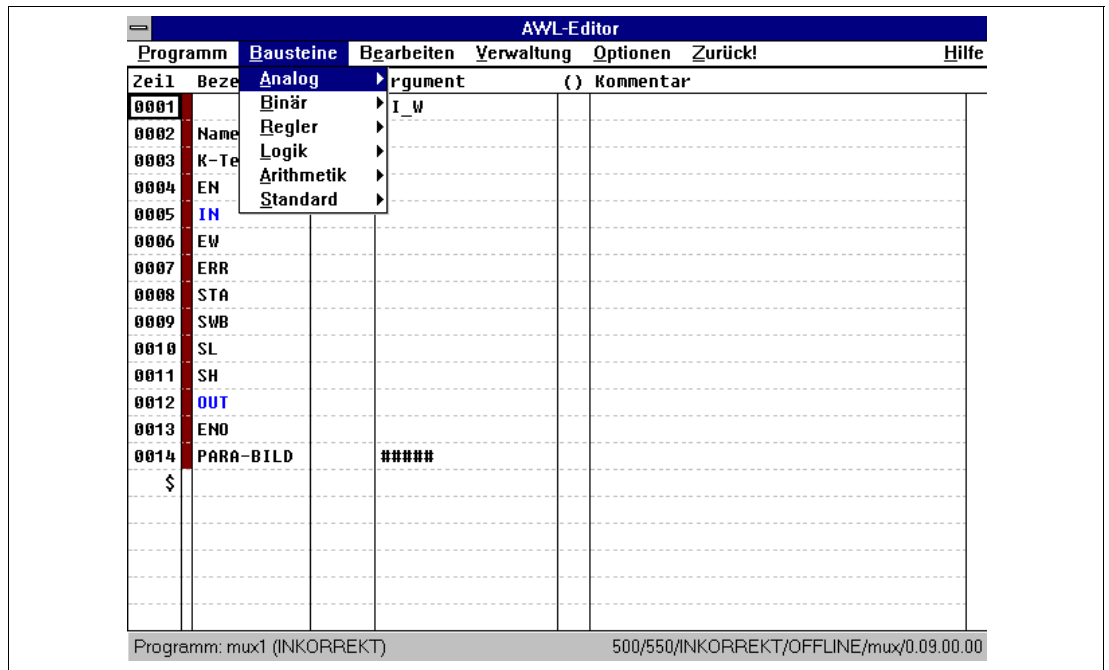 AWL-Editor
Programm Bausteine Bearbeiten Verwaltung Optionen Zurück! Hilfe
Zeil Beze rgument () Kommentar
Analog
Binär
Regler
Logik
Arithmetik
Standard
0001 I_W
0002 Name
0003 K-Te
0004 EN
0005 IN
0006 EW
0007 ERR
0008 STA
0009 SWB
0010 SL
0011 SH
0012 OUT
0013 ENO
0014 PARA-BILD #####
$
Programm: mux1 (INKORREKT) 500/550/INKORREKT/OFFLINE/mux/0.09.00.00